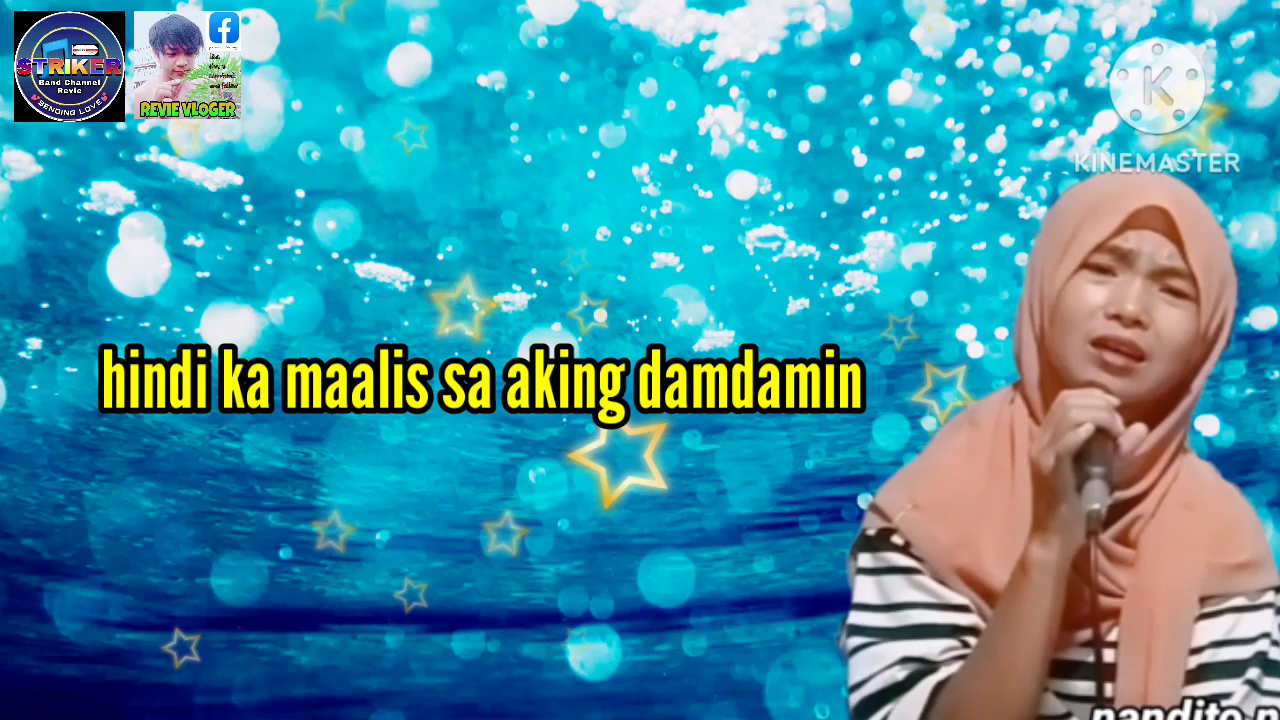 STRIKER
Band Channel
Revie
SENDING LOVE
REVIE VLOGER
K
KINEMASTER
hindi ka maalis sa aking damdamin